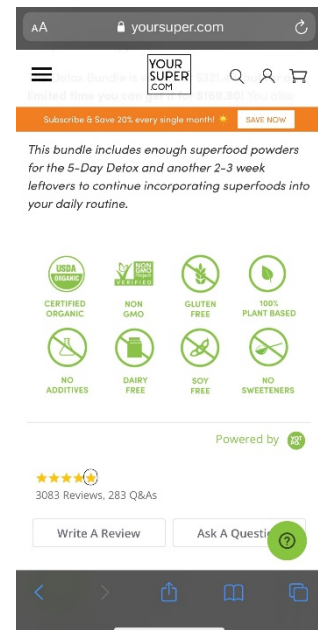 AA
yoursuper.com
YOUR
SUPER
.COM
Subscribe & Save 20% every single month!
SAVE NOW
This bundle includes enough superfood powders
for the 5-Day Detox and another 2-3 week
leftovers to continue incorporating superfoods into
your daily routine.
USDA
ORGANIC
NON
GMO
VERIFIED
CERTIFIED
ORGANIC
NON
GMO
GLUTEN
FREE
100%
PLANT BASED
NO
ADDITIVES
DAIRY
FREE
SOY
FREE
NO
SWEETENERS
Powered by
YOT
PO.
3083 Reviews, 283 Q&As
Write A Review
Ask A Questi
?